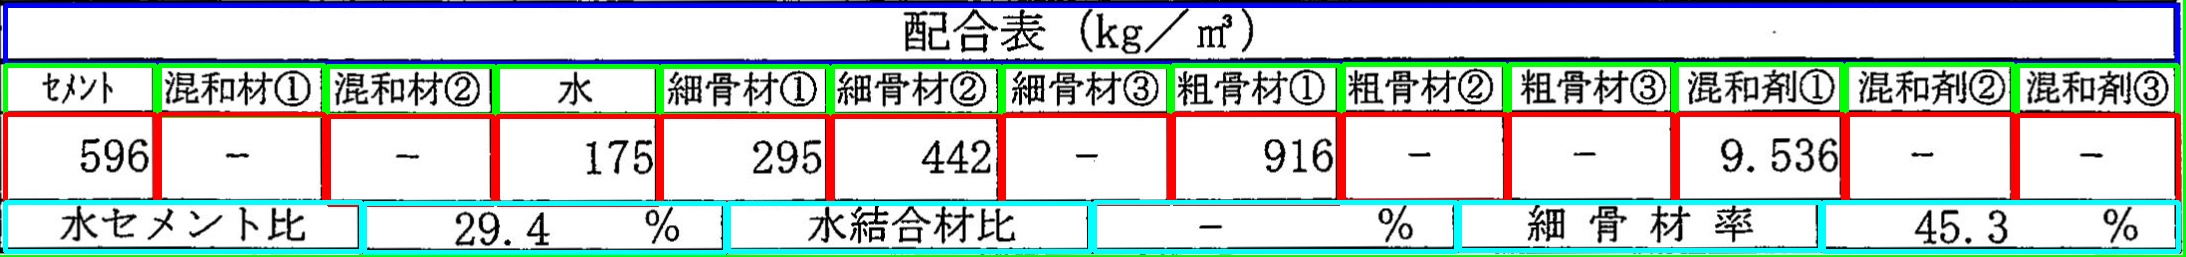 配合表（kg／㎥）
ｾﾒﾝﾄ 混和材① 混和材② 水 細骨材① 細骨材② 細骨材③ 粗骨材① 粗骨材② 粗骨材③ 混和剤① 混和剤② 混和剤③
596 － － 175 295 442 － 916 － － 9.536 － －
水セメント比 29.4 % 水結合材比 － % 細骨材率 45.3 %